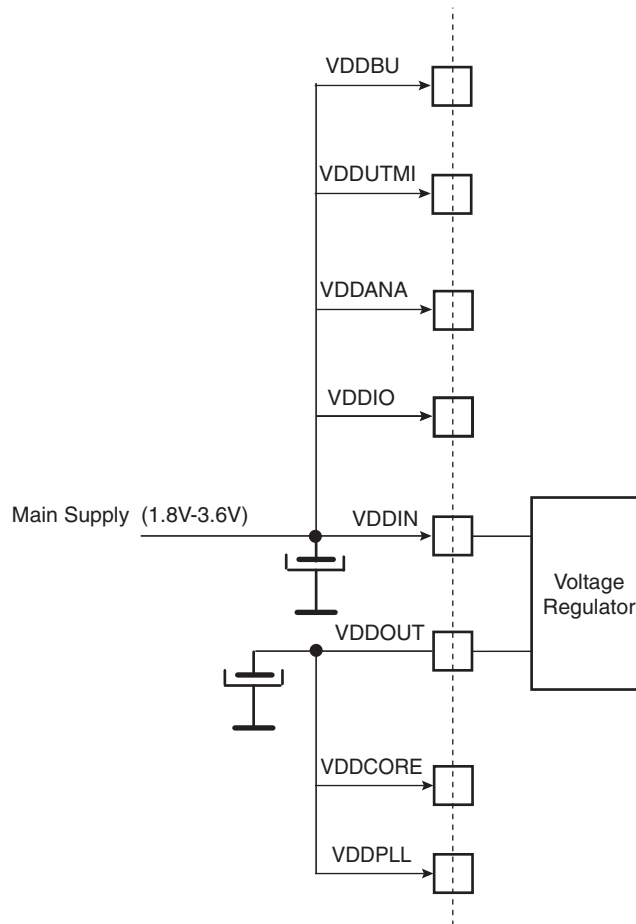 VDDBU
VDDUTMI
VDDANA
VDDIO
Main Supply (1.8V-3.6V)
VDDIN
Voltage
Regulator
VDDOUT
VDDCORE
VDDPLL